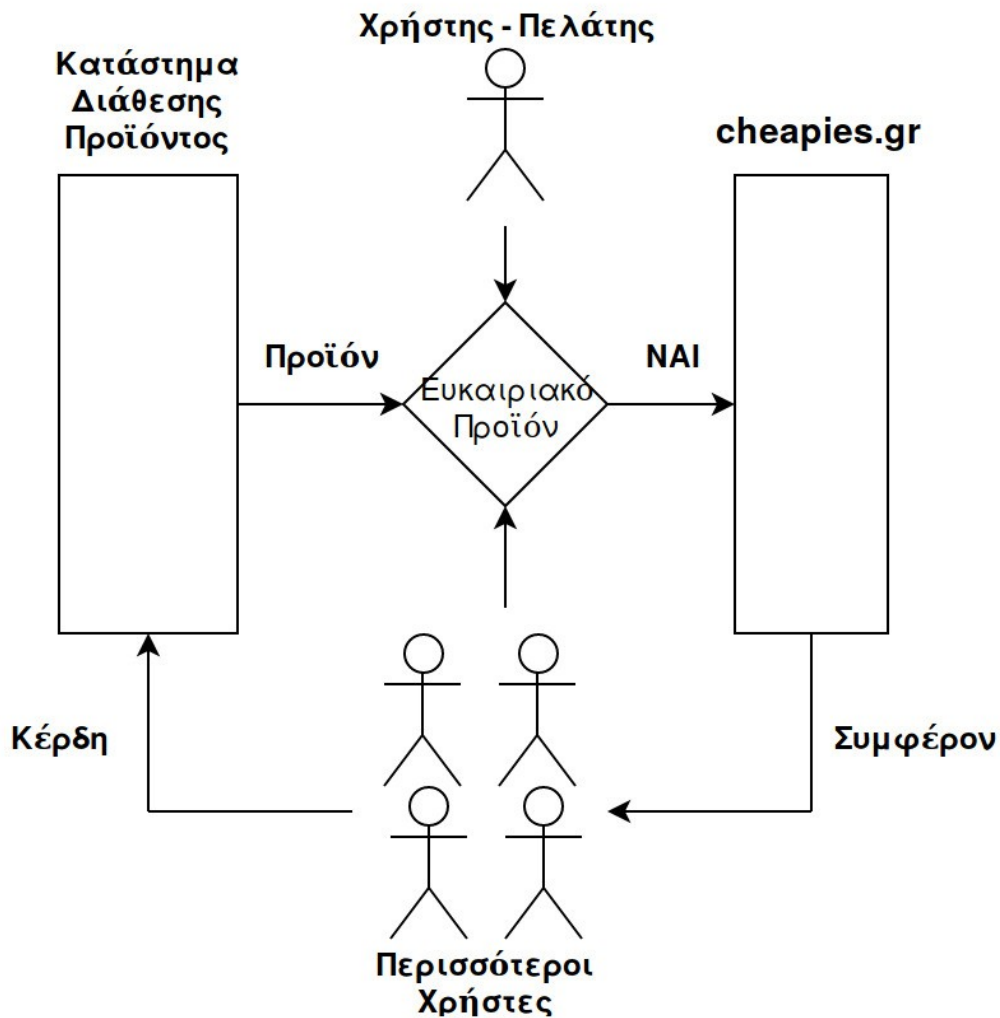 Χρήστης - Πελάτης
Κατάστημα
Διάθεσης
Προϊόντος
cheapies.gr
Προϊόν
ΝΑΙ
Ευκαιριακό
Προϊόν
Κέρδη
Συμφέρον
Περισσότεροι
Χρήστες